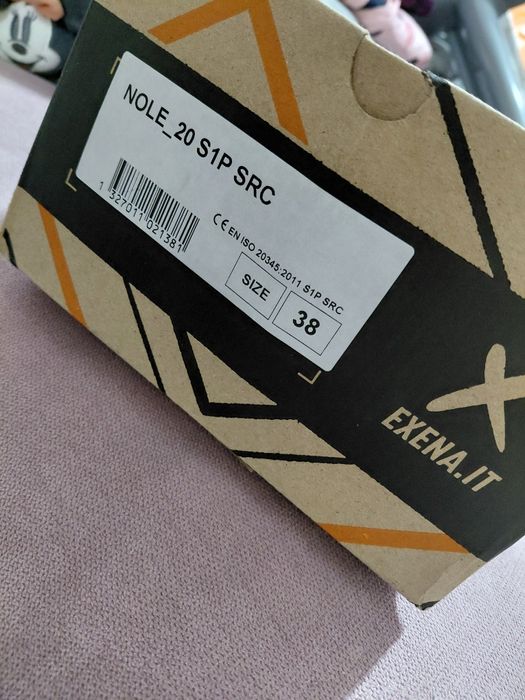 NOLE_20 S1P SRC
1 327011 021381
CE EN ISO 20345:2011 S1P SRC
SIZE 38
EXENA.IT